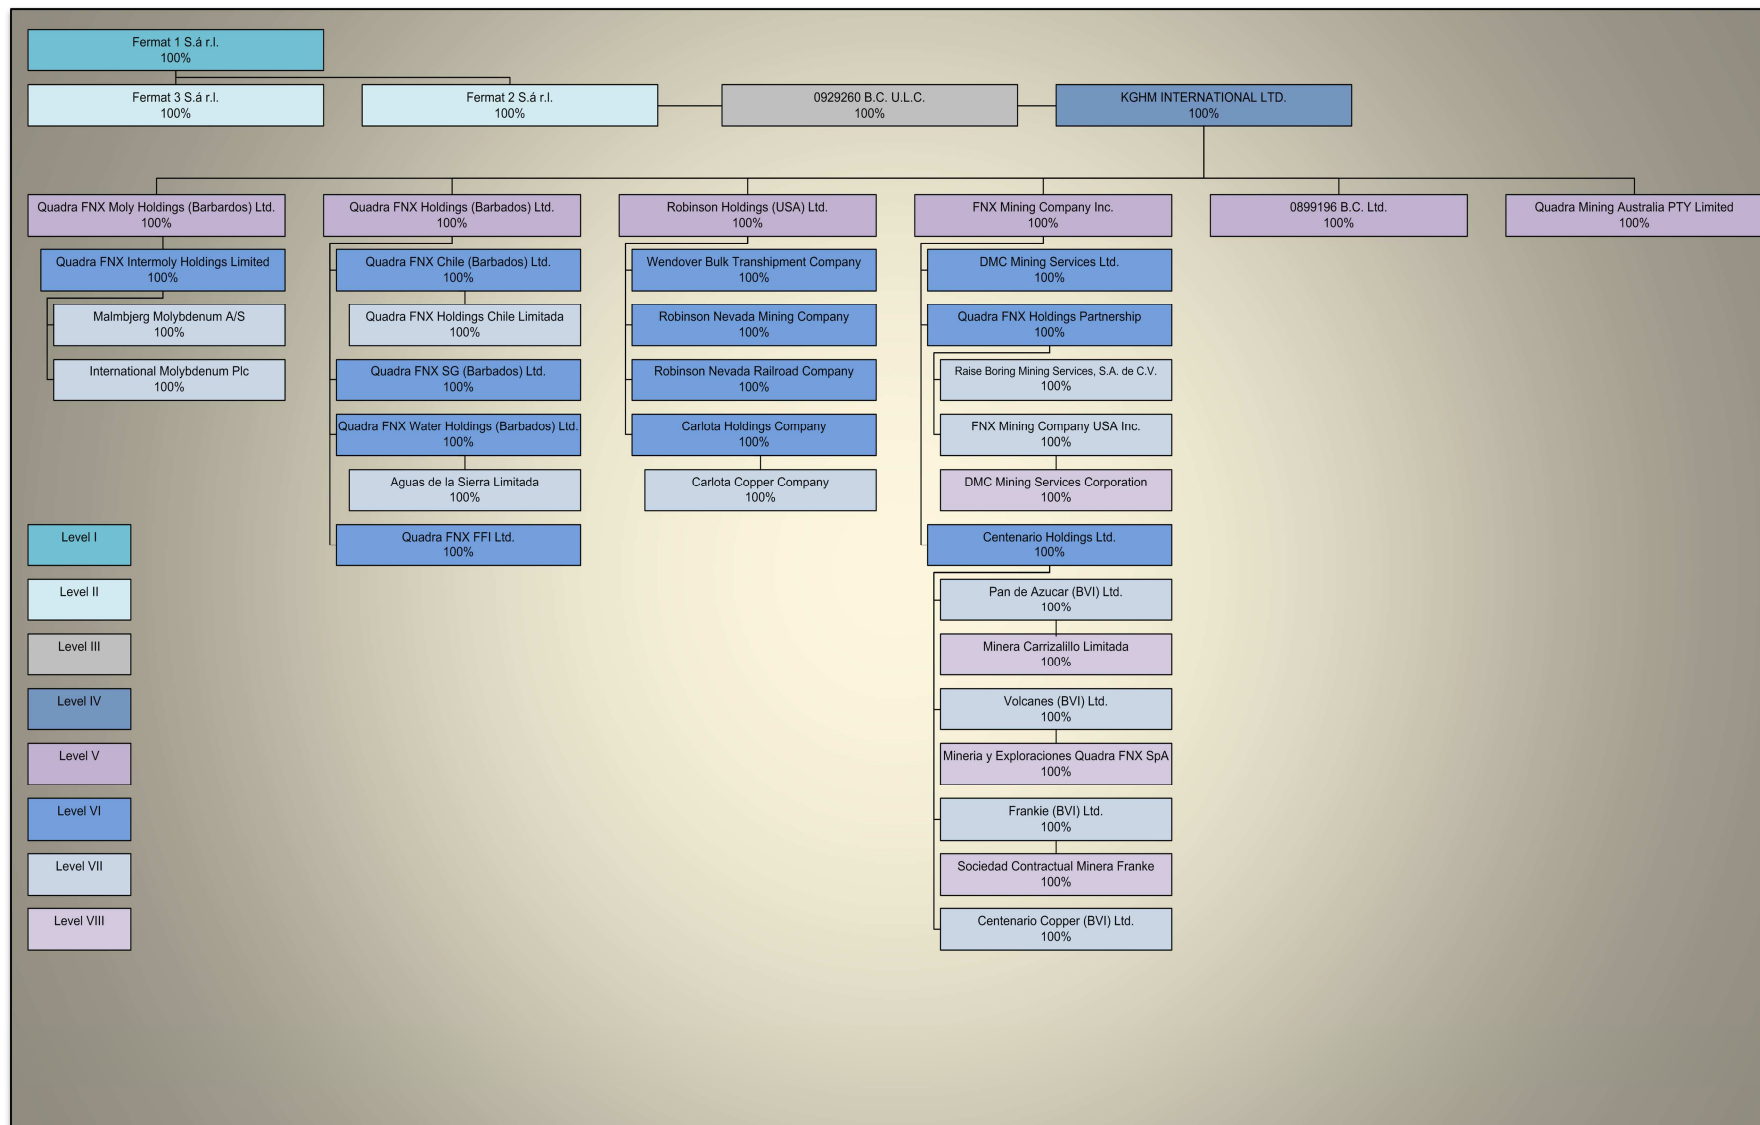 Fermat 1 S.á r.l.
100%
Fermat 3 S.á r.l.
100%
Fermat 2 S.á r.l.
100%
0929260 B.C. U.L.C.
100%
KGHM INTERNATIONAL LTD.
100%
Quadra FNX Moly Holdings (Barbardos) Ltd.
100%
Quadra FNX Intermoly Holdings Limited
100%
Malmbjerg Molybdenum A/S
100%
International Molybdenum Plc
100%
Quadra FNX Holdings (Barbados) Ltd.
100%
Quadra FNX Chile (Barbados) Ltd.
100%
Quadra FNX Holdings Chile Limitada
100%
Quadra FNX SG (Barbados) Ltd.
100%
Quadra FNX Water Holdings (Barbados) Ltd.
100%
Aguas de la Sierra Limitada
100%
Quadra FNX FFI Ltd.
100%
Robinson Holdings (USA) Ltd.
100%
Wendover Bulk Transhipment Company
100%
Robinson Nevada Mining Company
100%
Robinson Nevada Railroad Company
100%
Carlota Holdings Company
100%
Carlota Copper Company
100%
FNX Mining Company Inc.
100%
DMC Mining Services Ltd.
100%
Quadra FNX Holdings Partnership
100%
Raise Boring Mining Services, S.A. de C.V.
100%
FNX Mining Company USA Inc.
100%
DMC Mining Services Corporation
100%
Centenario Holdings Ltd.
100%
Pan de Azucar (BVI) Ltd.
100%
Minera Carrizalillo Limitada
100%
Volcanes (BVI) Ltd.
100%
Mineria y Exploraciones Quadra FNX SpA
100%
Frankie (BVI) Ltd.
100%
Sociedad Contractual Minera Franke
100%
Centenario Copper (BVI) Ltd.
100%
0899196 B.C. Ltd.
100%
Quadra Mining Australia PTY Limited
100%
Level I
Level II
Level III
Level IV
Level V
Level VI
Level VII
Level VIII